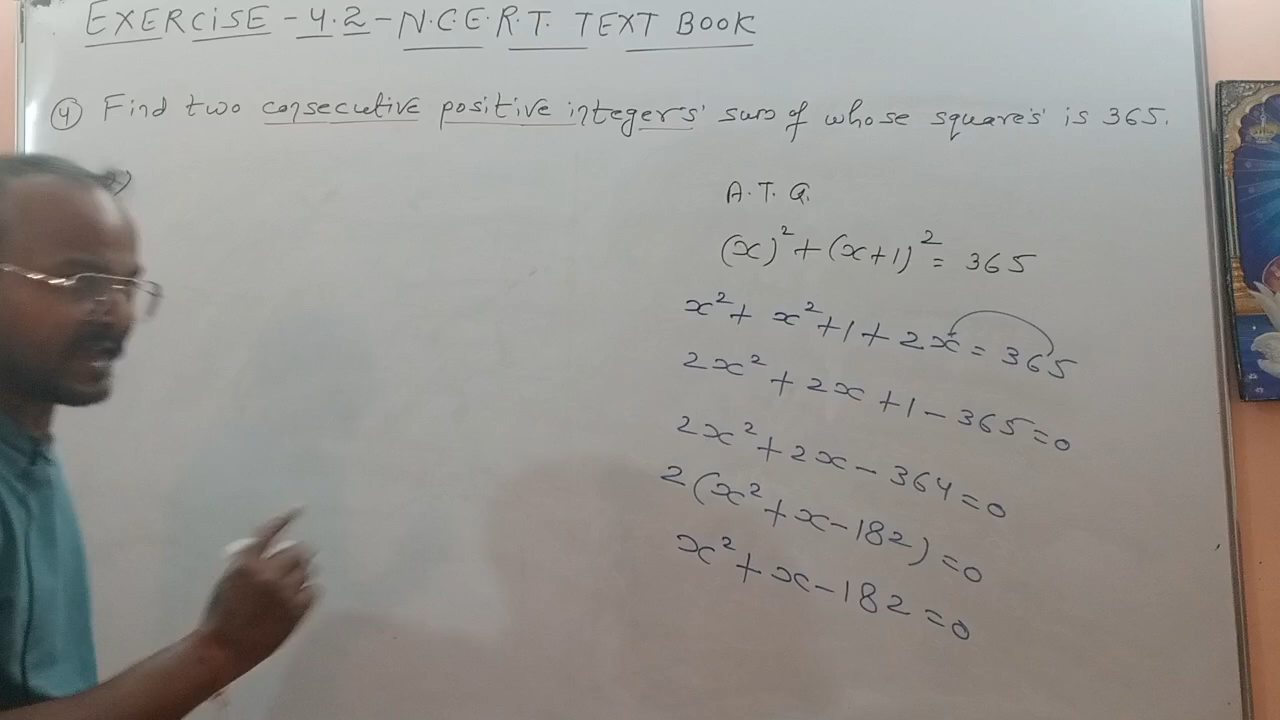 EXERCISE - 4.2 - N.C.E.R.T. TEXT BOOK
④ Find two consecutive positive integers' sum of whose squares' is 365.
A.T.Q.
(x)² + (x+1)² = 365
x² + x² + 1 + 2x = 365
2x² + 2x + 1 - 365 = 0
2x² + 2x - 364 = 0
2(x² + x - 182) = 0
x² + x - 182 = 0